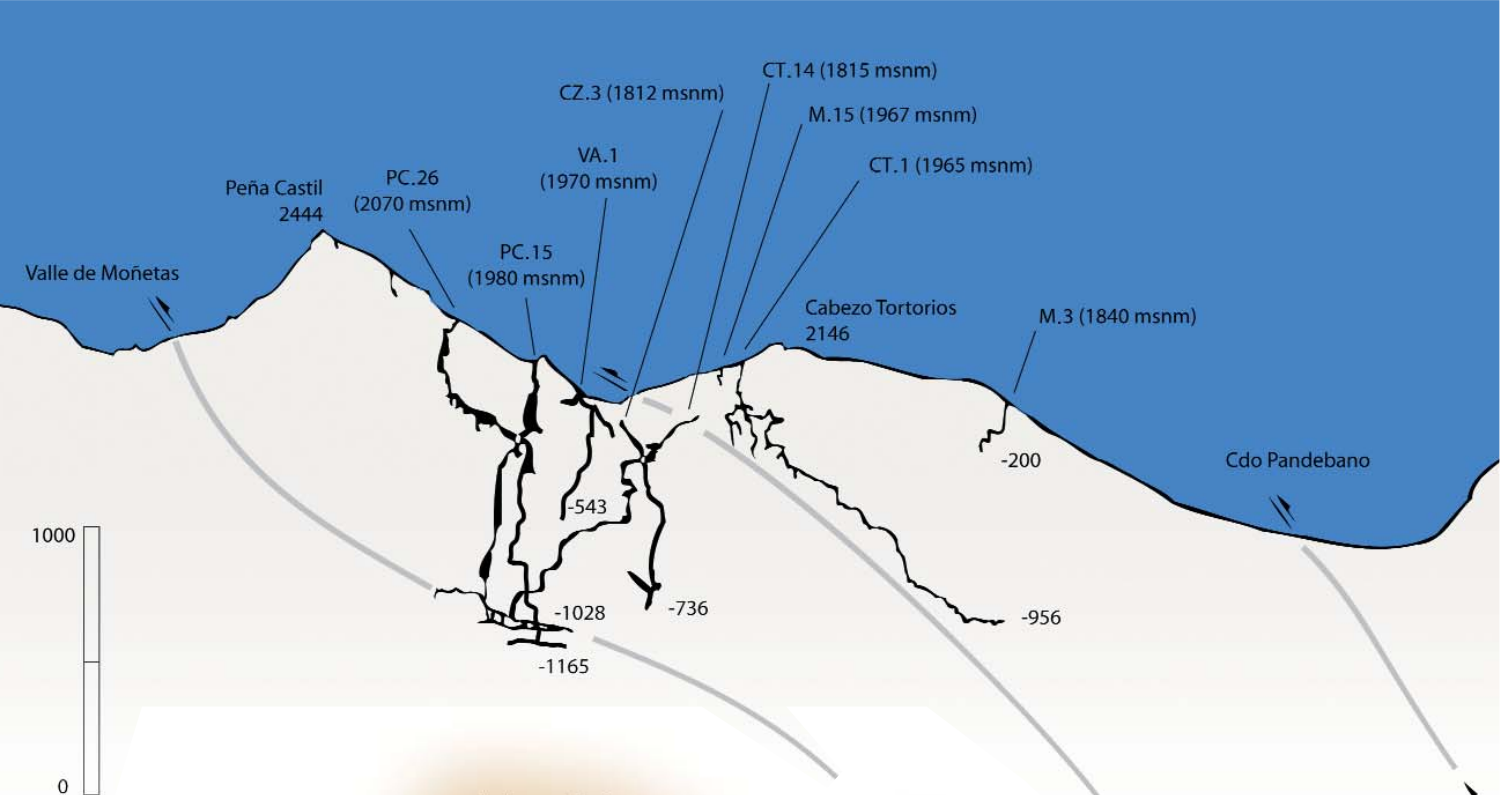 CT.14 (1815 msnm)
CZ.3 (1812 msnm)
M.15 (1967 msnm)
VA.1
(1970 msnm)
CT.1 (1965 msnm)
PC.26
(2070 msnm)
Peña Castil
2444
PC.15
(1980 msnm)
Valle de Moñetas
Cabezo Tortorios
2146
M.3 (1840 msnm)
-200
Cdo Pandebano
-543
1000
-1028
-736
-956
-1165
0